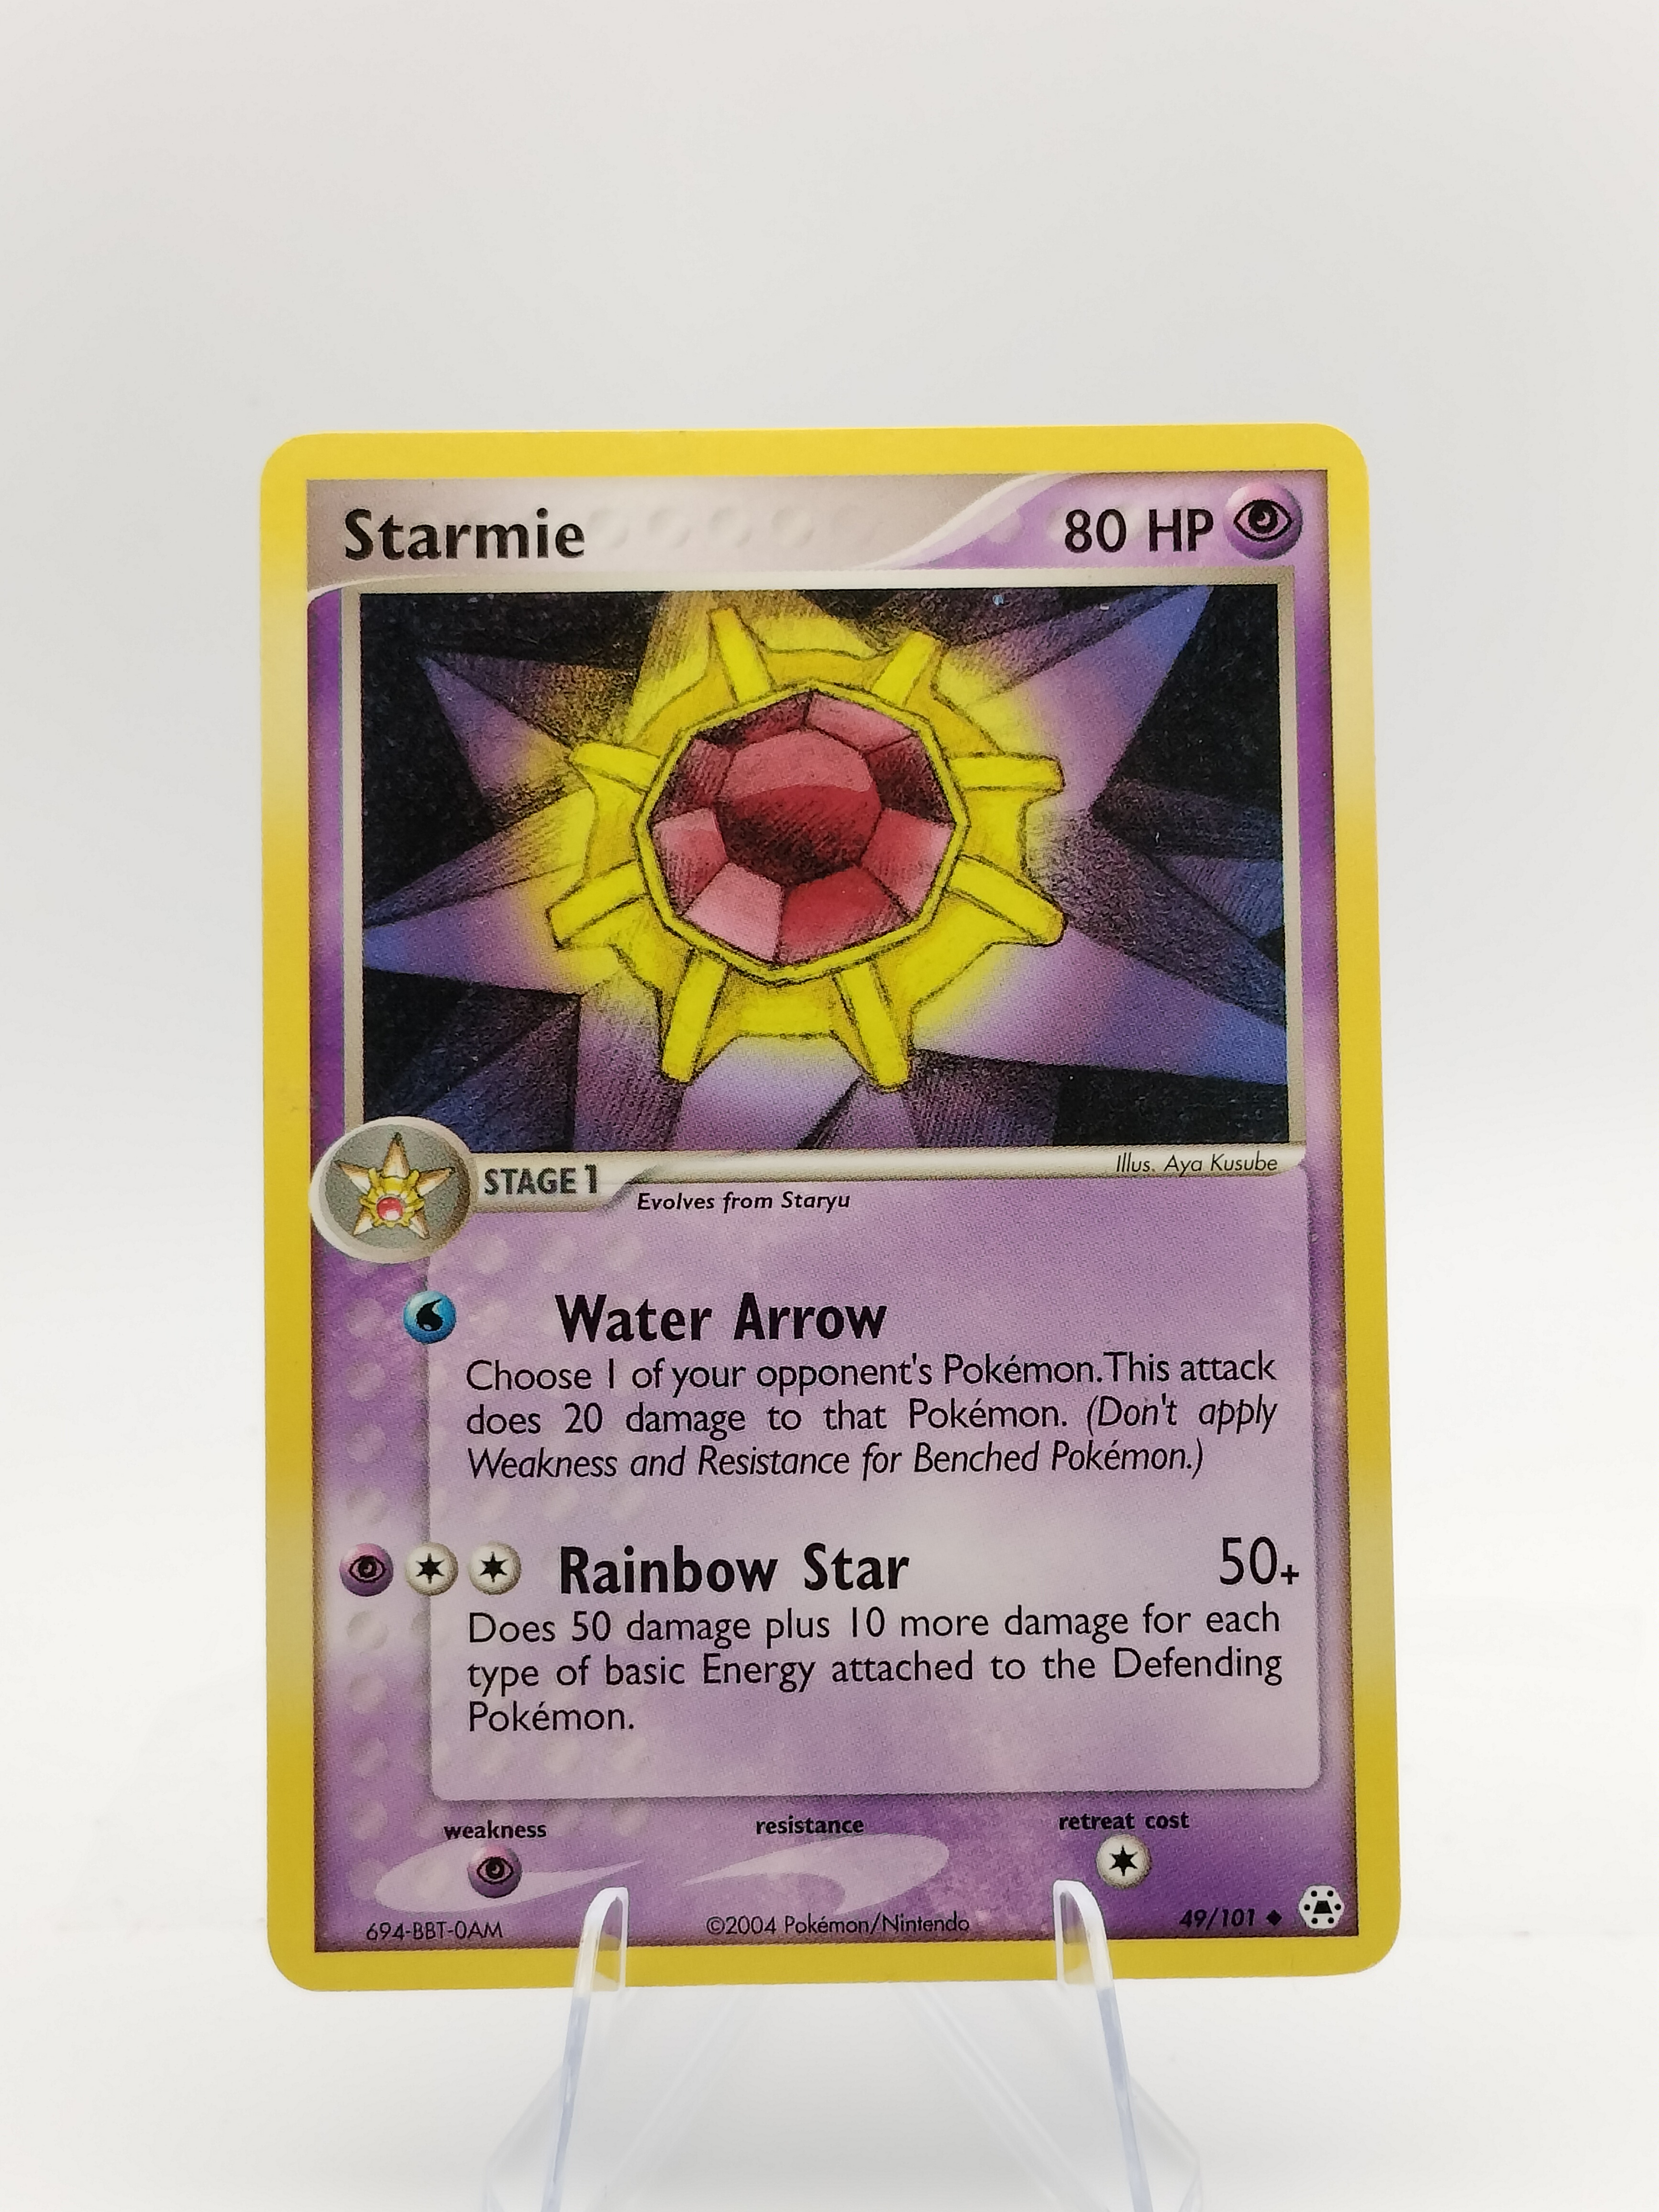 Starmie
80 HP
Illus. Aya Kusube
STAGE 1
Evolves from Staryu
Water Arrow
Choose 1 of your opponent's Pokémon.This attack
does 20 damage to that Pokémon. (Don't apply
Weakness and Resistance for Benched Pokémon.)
Rainbow Star 50+
Does 50 damage plus 10 more damage for each
type of basic Energy attached to the Defending
Pokémon.
weakness resistance retreat cost
694-BBT-0AM ©2004 Pokémon/Nintendo 49/101